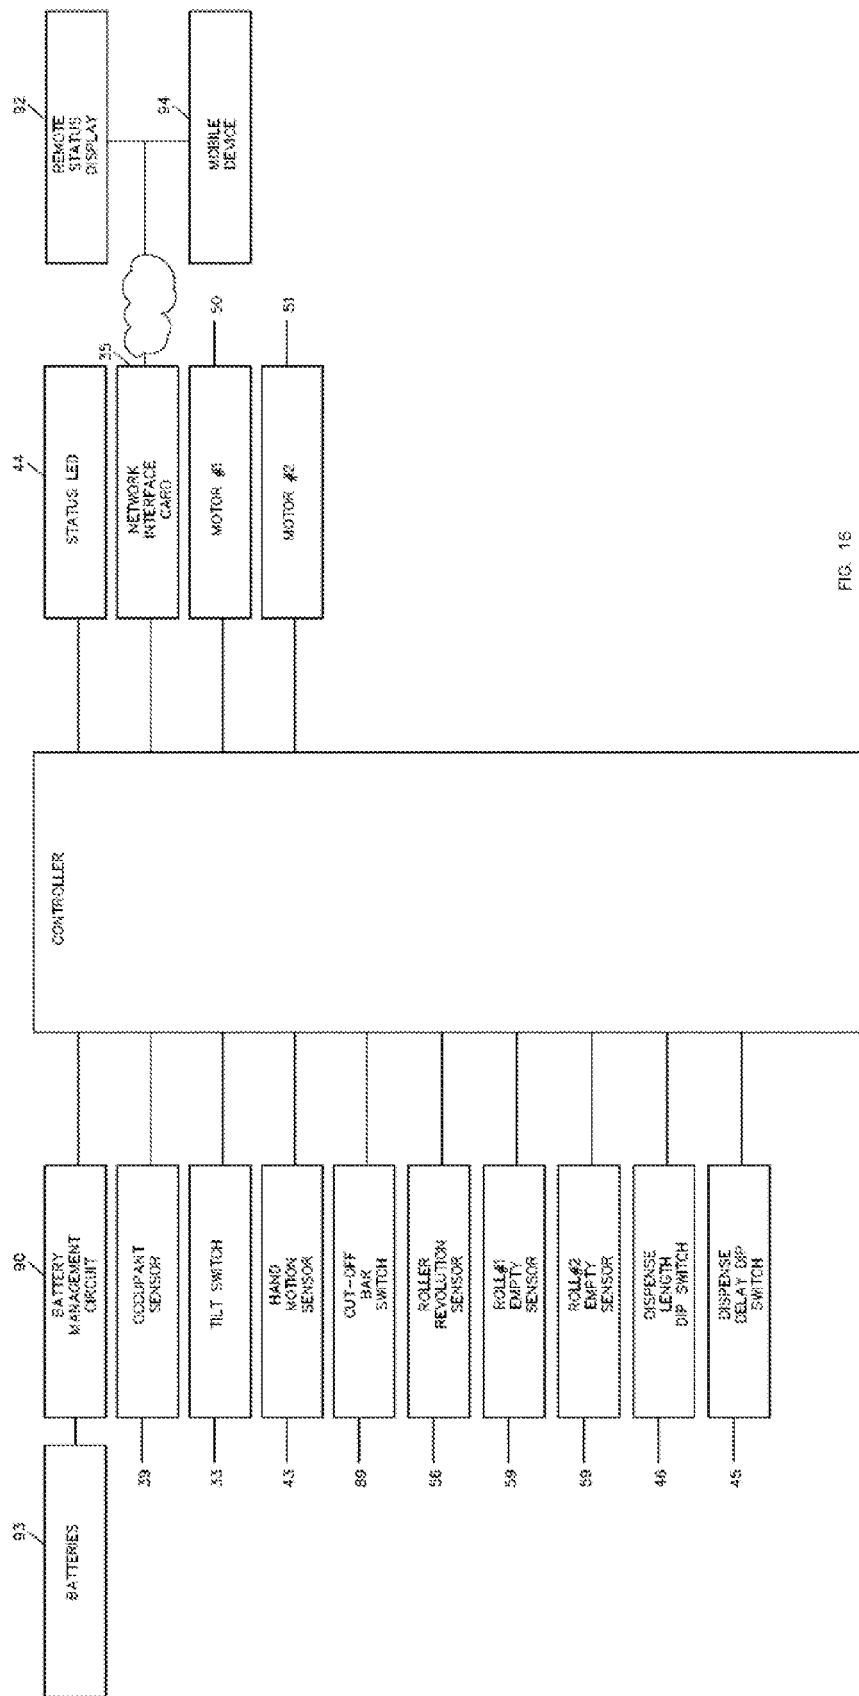 93
BATTERIES
90
BATTERY
MANAGEMENT
CIRCUIT
39
OCCUPANT
SENSOR
33
TILT SWITCH
43
HAND
MOTION
SENSOR
89
CUT-OFF
BAR
SWITCH
56
ROLLER
REVOLUTION
SENSOR
59
ROLL#1
EMPTY
SENSOR
59
ROLL#2
EMPTY
SENSOR
46
DISPENSE
LENGTH
DIP SWITCH
45
DISPENSE
DELAY DIP
SWITCH
CONTROLLER
44
STATUS LED
35
NETWORK
INTERFACE
CARD
MOTOR #1
50
MOTOR #2
51
92
REMOTE
STATUS
DISPLAY
94
MOBILE
DEVICE
FIG. 16